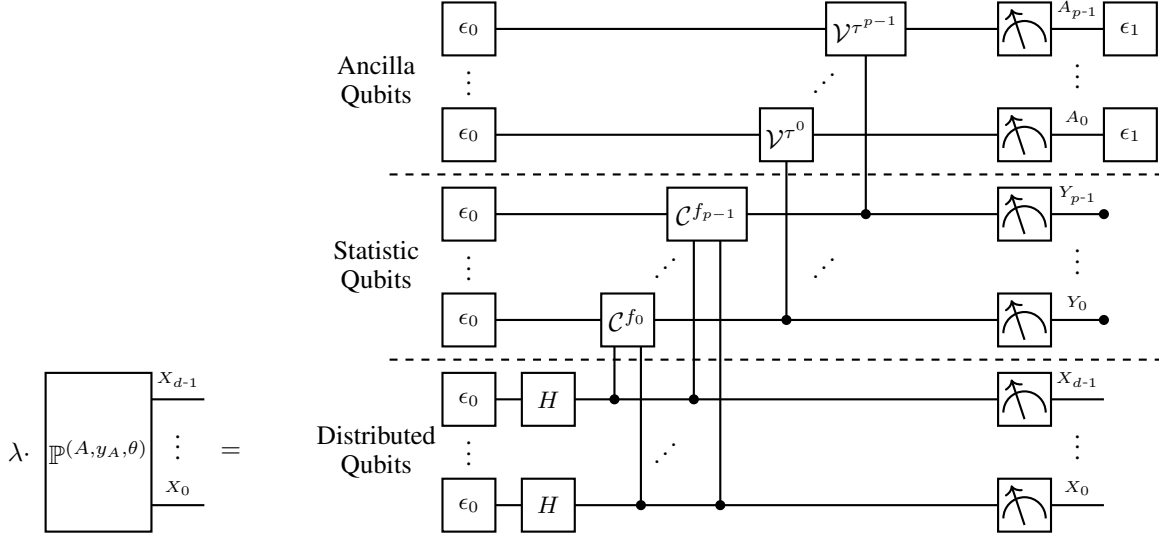 ϵ₀ 𝒱^{τ^{p−1}} A_{p-1} ϵ₁
Ancilla
Qubits
⋮ ⋰ ⋮
ϵ₀ 𝒱^{τ^0} A_0 ϵ₁
ϵ₀ 𝒞^{f_{p−1}} Y_{p-1}
Statistic
Qubits
⋮ ⋰ ⋰ ⋮
ϵ₀ 𝒞^{f_0} Y_0
ϵ₀ H X_{d-1}
Distributed
Qubits
⋮ ⋰ ⋮
ϵ₀ H X_0
X_{d-1}
λ· ℙ^{(A,y_A,θ)} ⋮ =
X_0